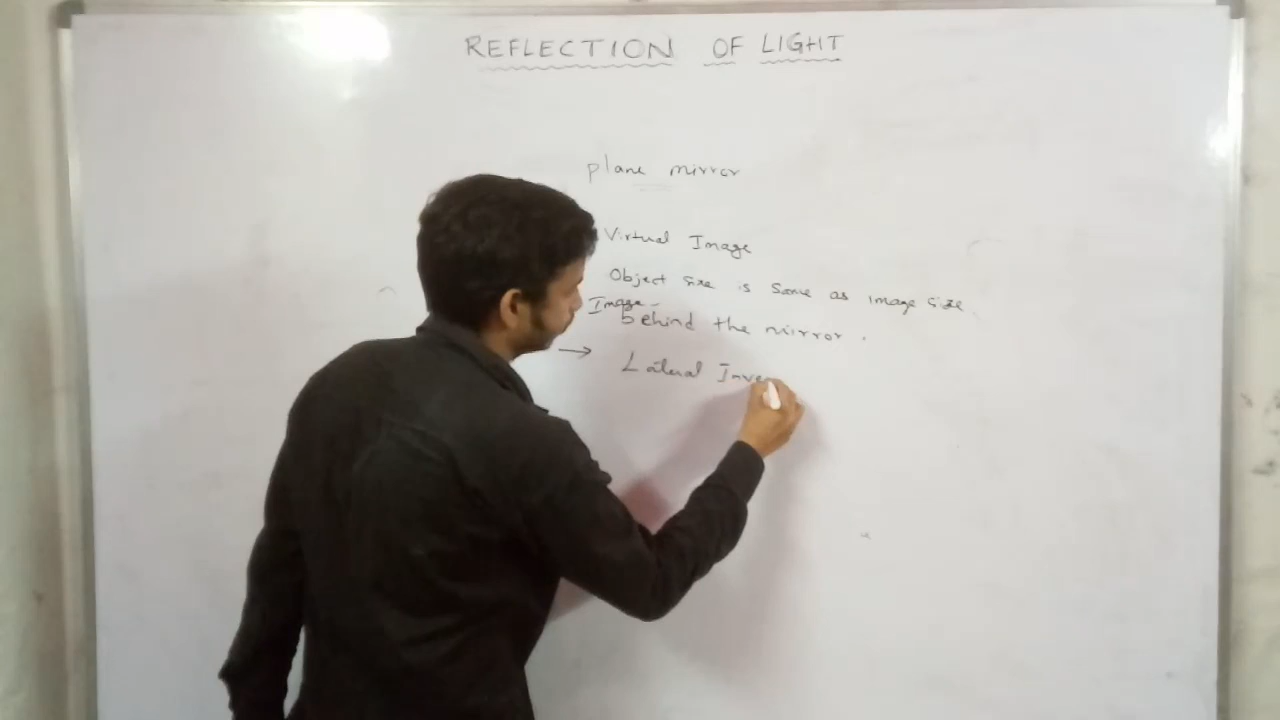 REFLECTION OF LIGHT
plane mirror
Virtual Image
Object size is same as image size
Image
behind the mirror.
→ Lateral Inve